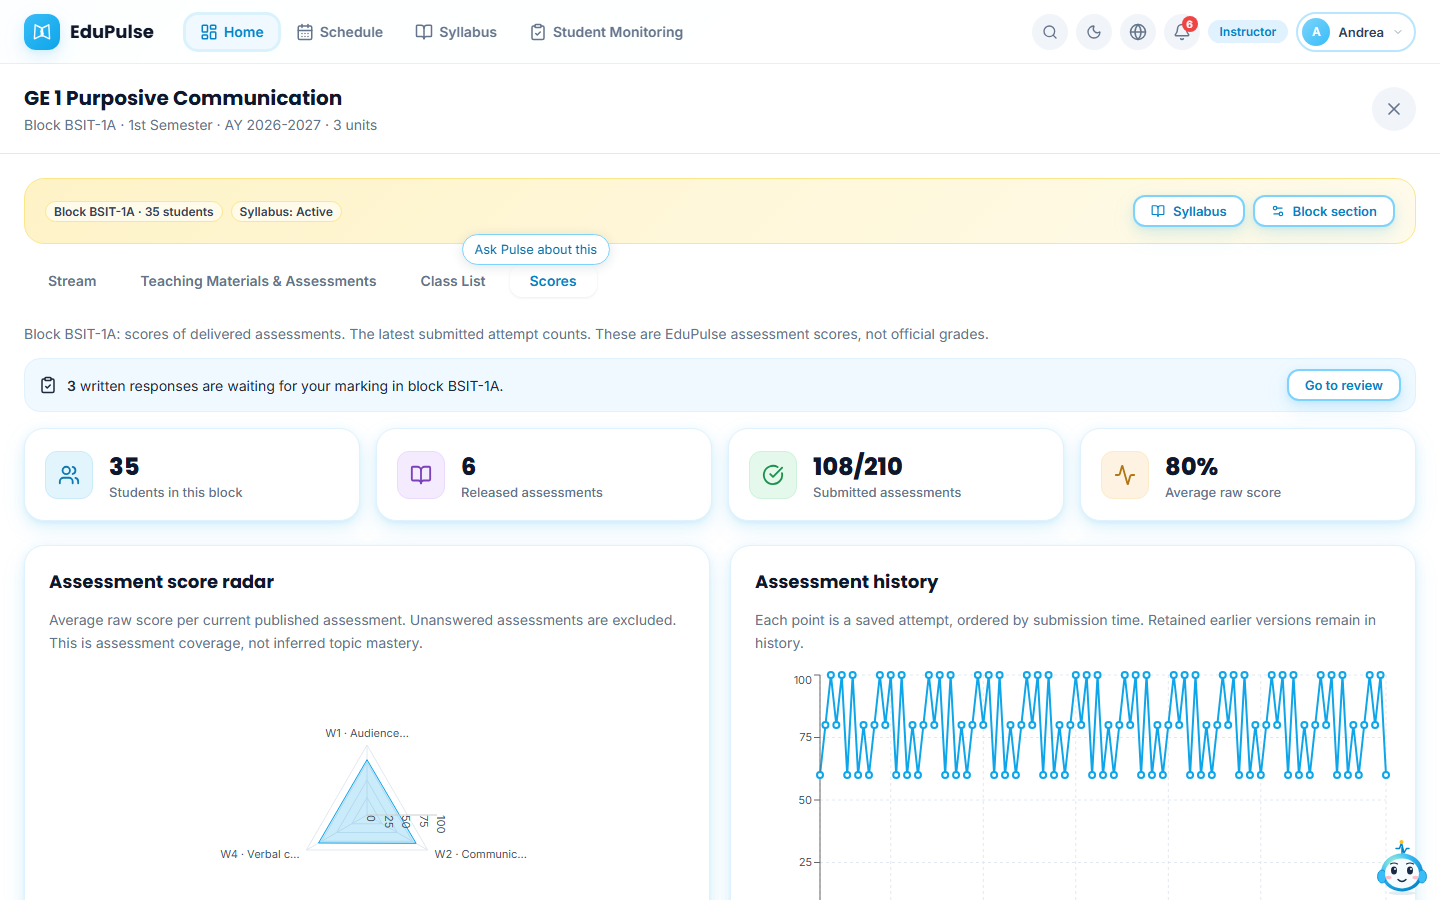 EduPulse
Home
Schedule
Syllabus
Student Monitoring
6
Instructor
A
Andrea
GE 1 Purposive Communication
Block BSIT-1A · 1st Semester · AY 2026-2027 · 3 units
Block BSIT-1A · 35 students
Syllabus: Active
Syllabus
Block section
Ask Pulse about this
Stream
Teaching Materials & Assessments
Class List
Scores
Block BSIT-1A: scores of delivered assessments. The latest submitted attempt counts. These are EduPulse assessment scores, not official grades.
3 written responses are waiting for your marking in block BSIT-1A.
Go to review
35
Students in this block
6
Released assessments
108/210
Submitted assessments
80%
Average raw score
Assessment score radar
Average raw score per current published assessment. Unanswered assessments are excluded.
This is assessment coverage, not inferred topic mastery.
W1 · Audience...
0
25
50
75
100
W4 · Verbal c...
W2 · Communic...
Assessment history
Each point is a saved attempt, ordered by submission time. Retained earlier versions remain in
history.
100
75
50
25